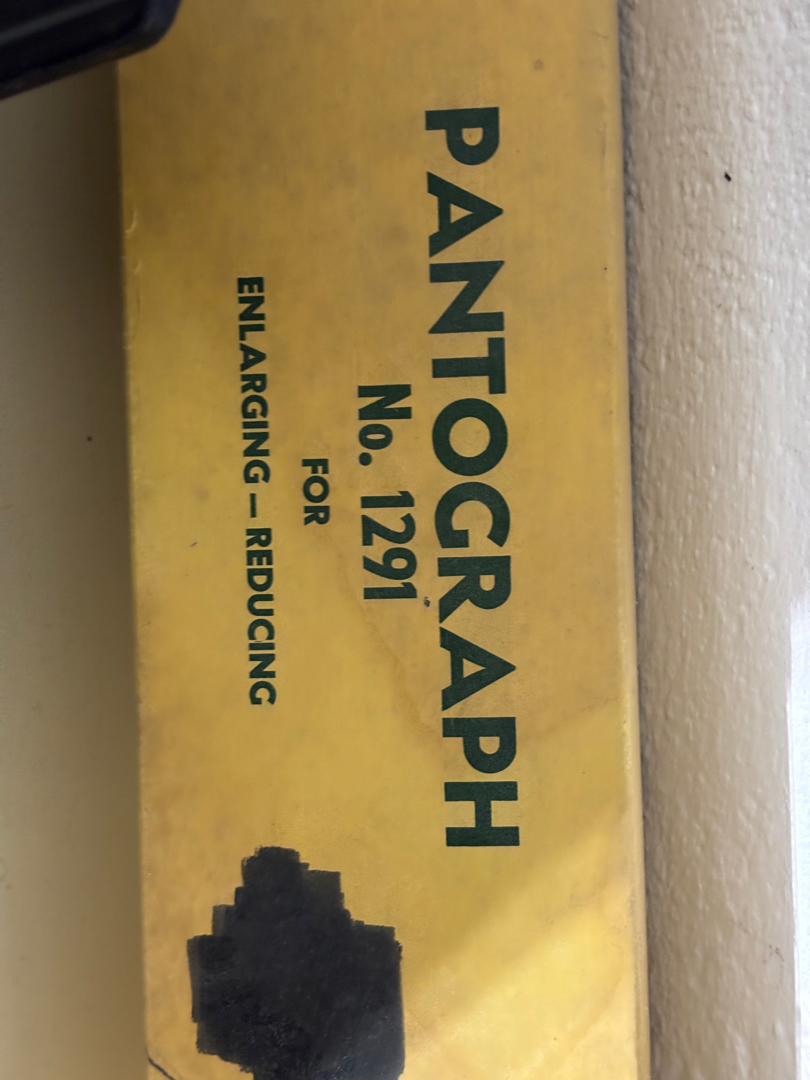 PANTOGRAPH
No. 1291
FOR
ENLARGING — REDUCING